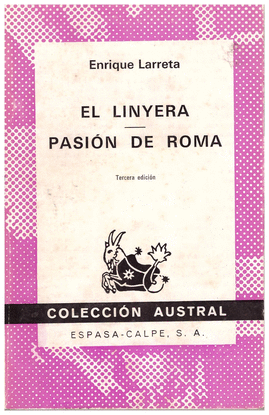 Enrique Larreta
EL LINYERA
PASIÓN DE ROMA
Tercera edición
COLECCIÓN AUSTRAL
ESPASA-CALPE, S. A.